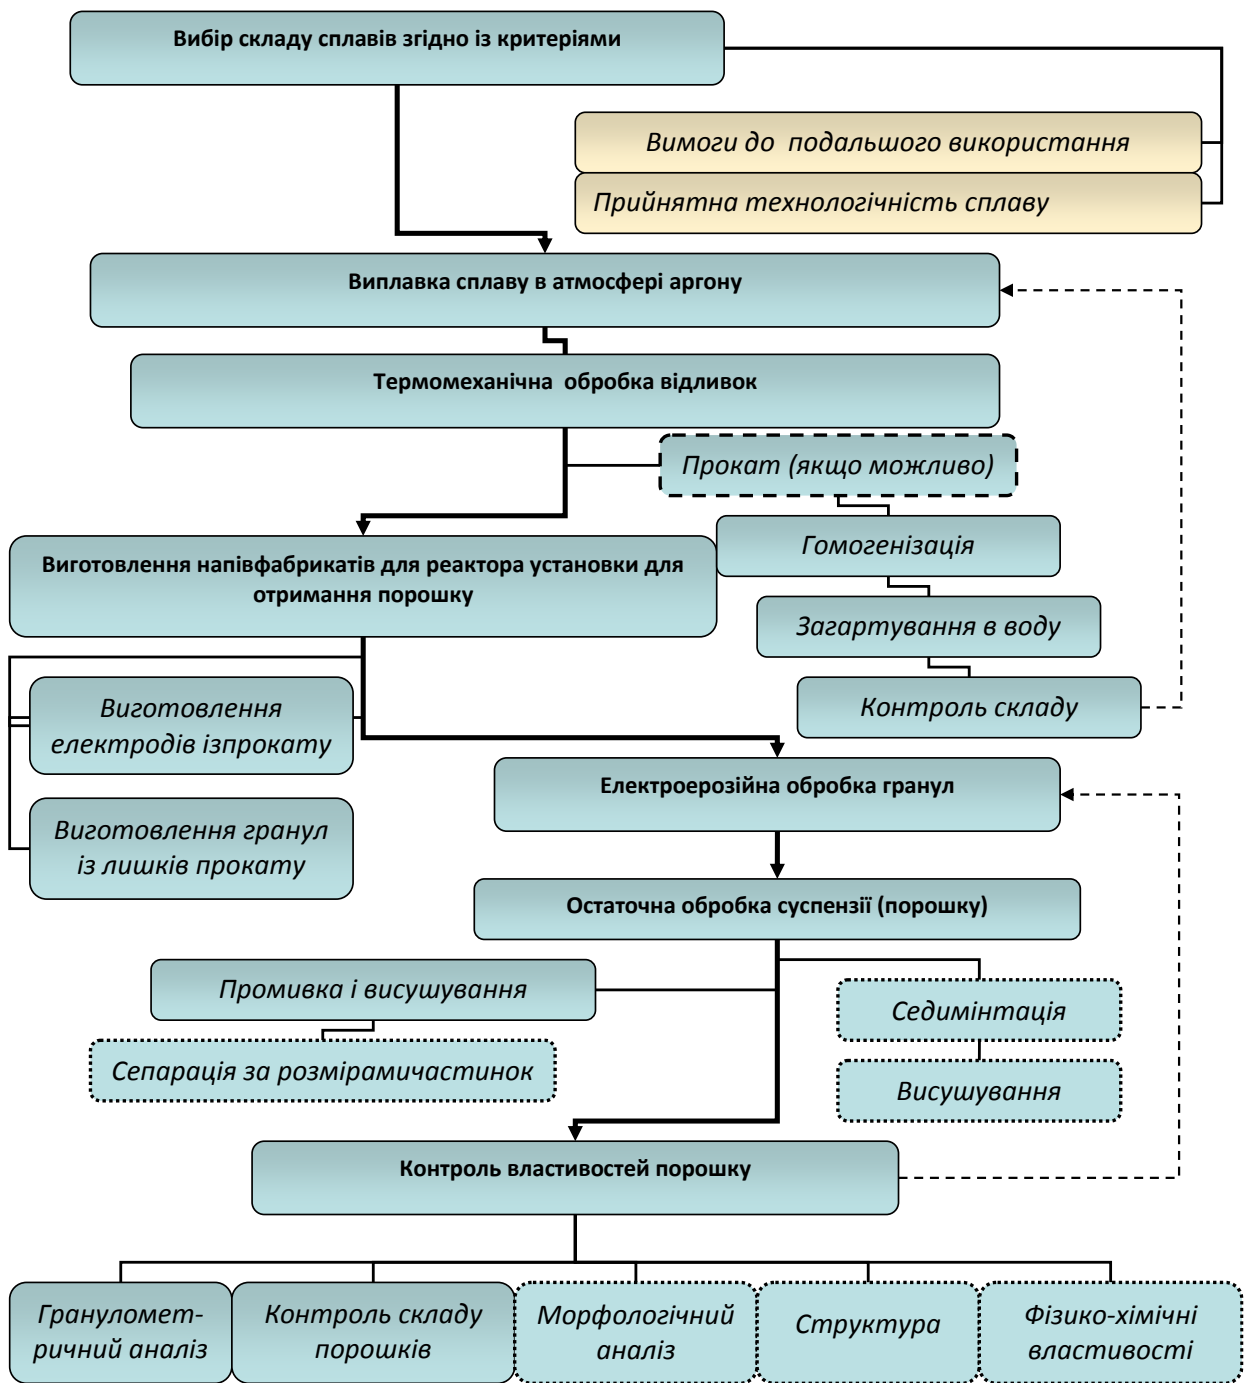 Вибір складу сплавів згідно із критеріями
Вимоги до подальшого використання
Прийнятна технологічність сплаву
Виплавка сплаву в атмосфері аргону
Термомеханічна обробка відливок
Прокат (якщо можливо)
Гомогенізація
Загартування в воду
Контроль складу
Виготовлення напівфабрикатів для реактора установки для
отримання порошку
Виготовлення
електродів ізпрокату
Виготовлення гранул
із лишків прокату
Електроерозійна обробка гранул
Остаточна обробка суспензії (порошку)
Промивка і висушування
Сепарація за розмірамичастинок
Седимінтація
Висушування
Контроль властивостей порошку
Грануломет-
ричний аналіз
Контроль складу
порошків
Морфологічний
аналіз
Структура
Фізико-хімічні
властивості